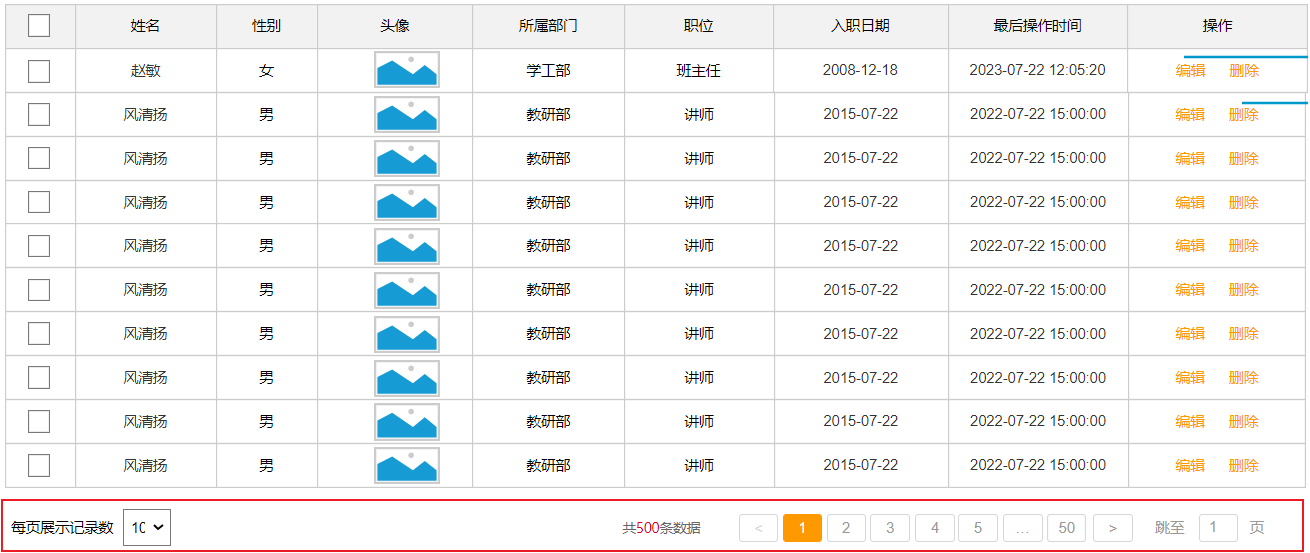 姓名 性别 头像 所属部门 职位 入职日期 最后操作时间 操作
赵敏 女 学工部 班主任 2008-12-18 2023-07-22 12:05:20 编辑 删除
风清扬 男 教研部 讲师 2015-07-22 2022-07-22 15:00:00 编辑 删除
风清扬 男 教研部 讲师 2015-07-22 2022-07-22 15:00:00 编辑 删除
风清扬 男 教研部 讲师 2015-07-22 2022-07-22 15:00:00 编辑 删除
风清扬 男 教研部 讲师 2015-07-22 2022-07-22 15:00:00 编辑 删除
风清扬 男 教研部 讲师 2015-07-22 2022-07-22 15:00:00 编辑 删除
风清扬 男 教研部 讲师 2015-07-22 2022-07-22 15:00:00 编辑 删除
风清扬 男 教研部 讲师 2015-07-22 2022-07-22 15:00:00 编辑 删除
风清扬 男 教研部 讲师 2015-07-22 2022-07-22 15:00:00 编辑 删除
风清扬 男 教研部 讲师 2015-07-22 2022-07-22 15:00:00 编辑 删除
每页展示记录数 10 共500条数据 < 1 2 3 4 5 ... 50 > 跳至 1 页